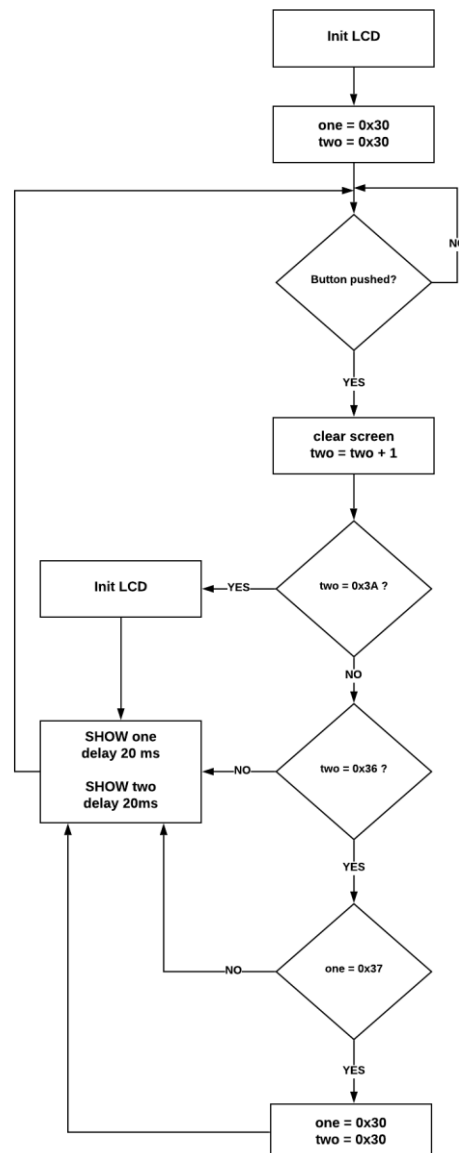 Init LCD
one = 0x30
two = 0x30
Button pushed?
NO
YES
clear screen
two = two + 1
two = 0x3A ?
YES
Init LCD
NO
SHOW one
delay 20 ms
SHOW two
delay 20ms
two = 0x36 ?
NO
YES
one = 0x37
NO
YES
one = 0x30
two = 0x30